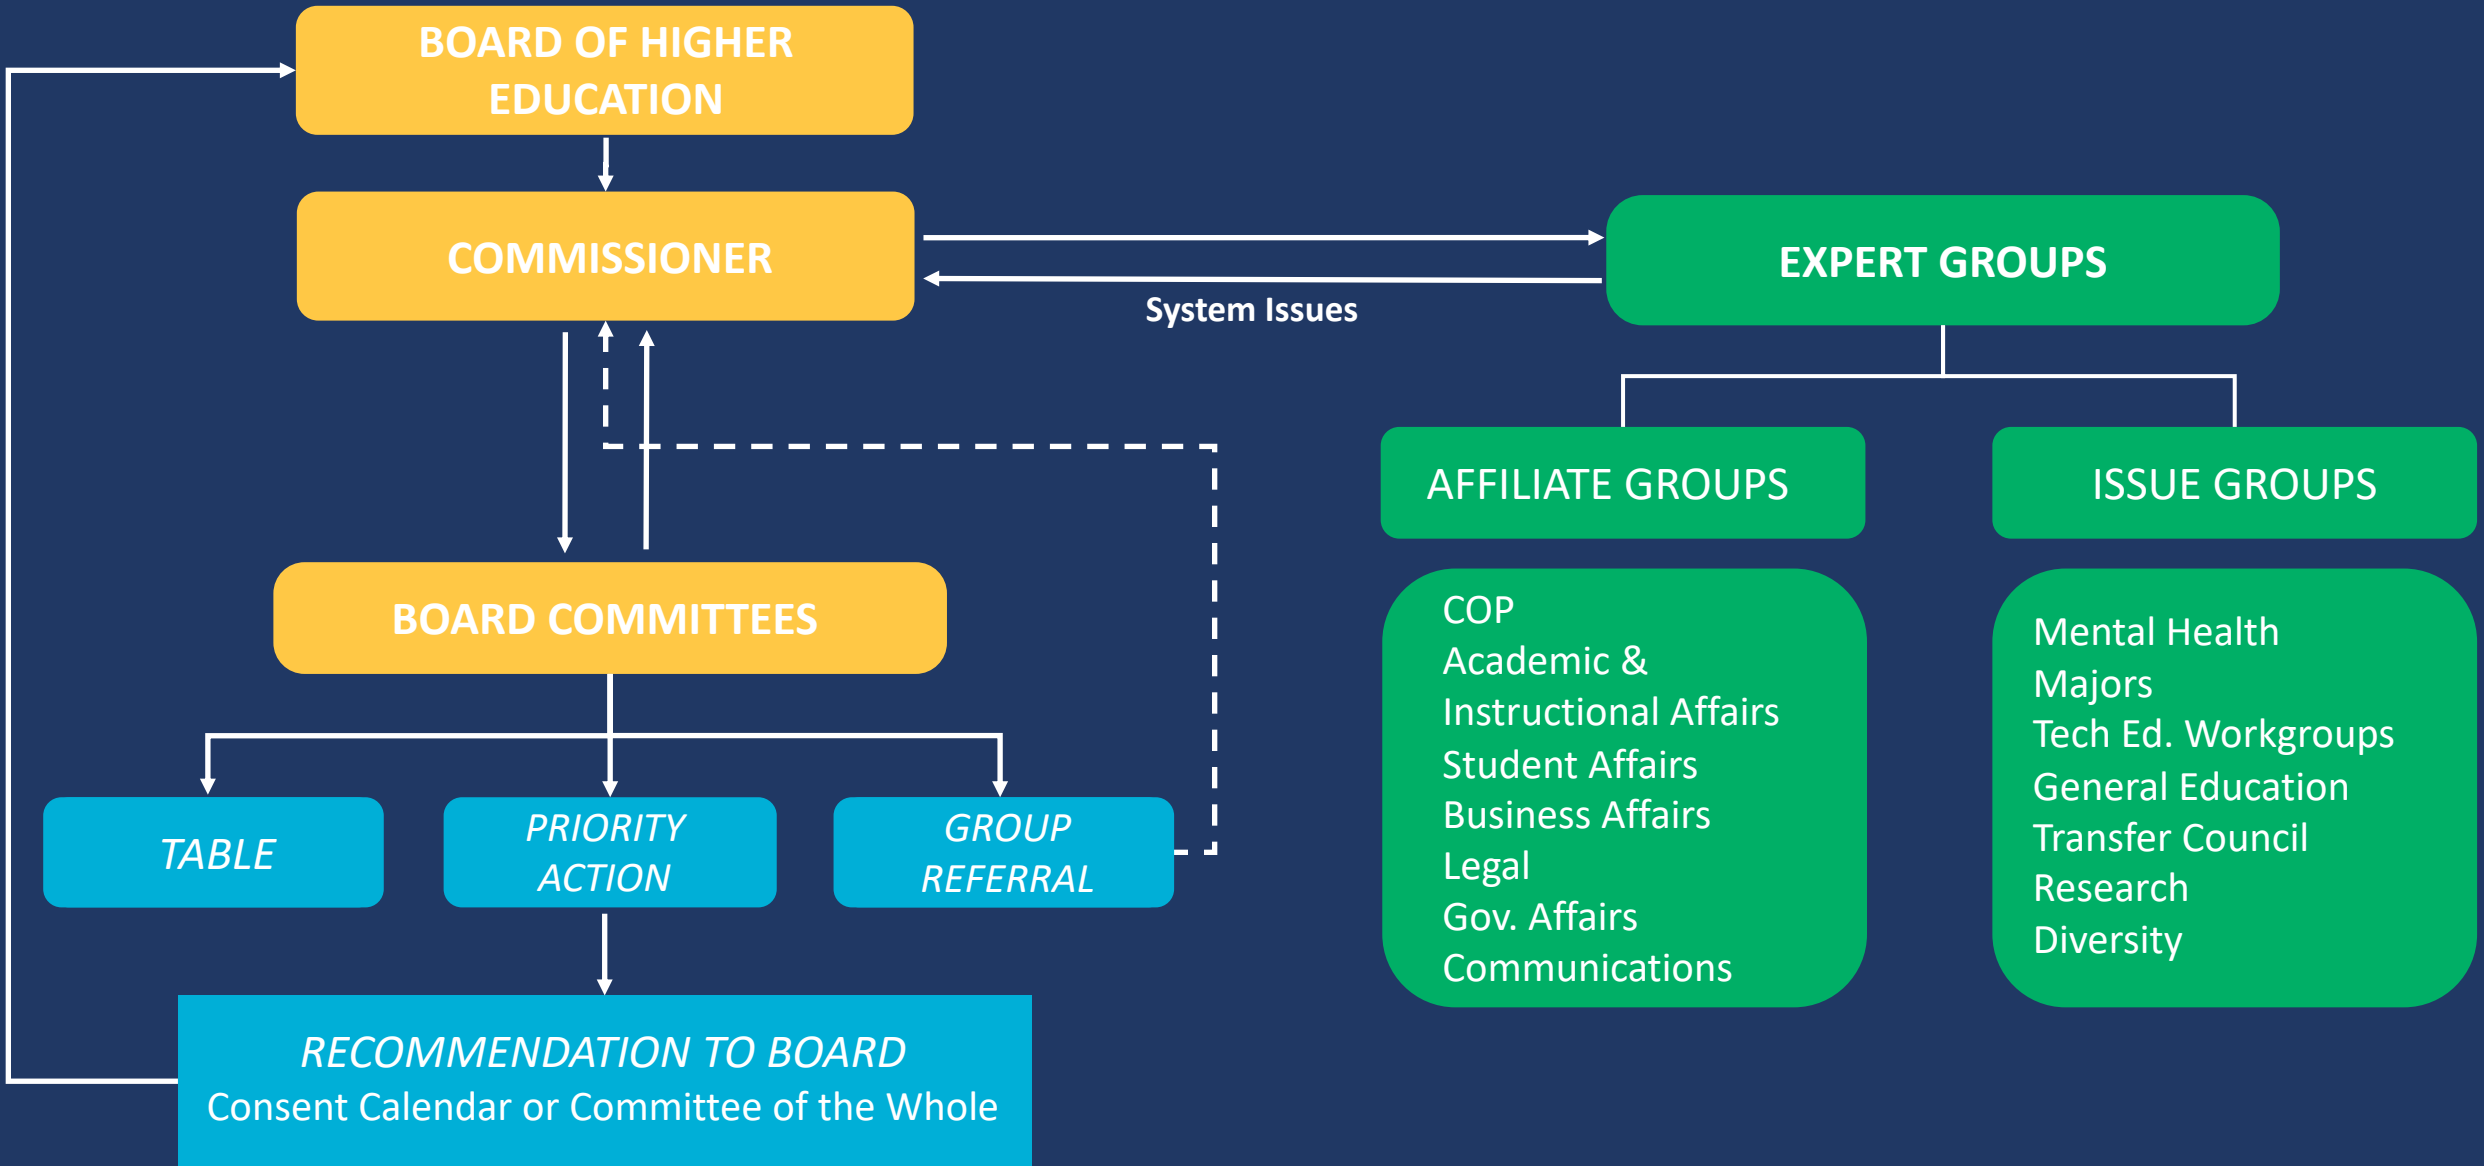 BOARD OF HIGHER
EDUCATION
COMMISSIONER
EXPERT GROUPS
System Issues
AFFILIATE GROUPS
ISSUE GROUPS
BOARD COMMITTEES
COP
Academic &
Instructional Affairs
Student Affairs
Business Affairs
Legal
Gov. Affairs
Communications
Mental Health
Majors
Tech Ed. Workgroups
General Education
Transfer Council
Research
Diversity
TABLE
PRIORITY
ACTION
GROUP
REFERRAL
RECOMMENDATION TO BOARD
Consent Calendar or Committee of the Whole